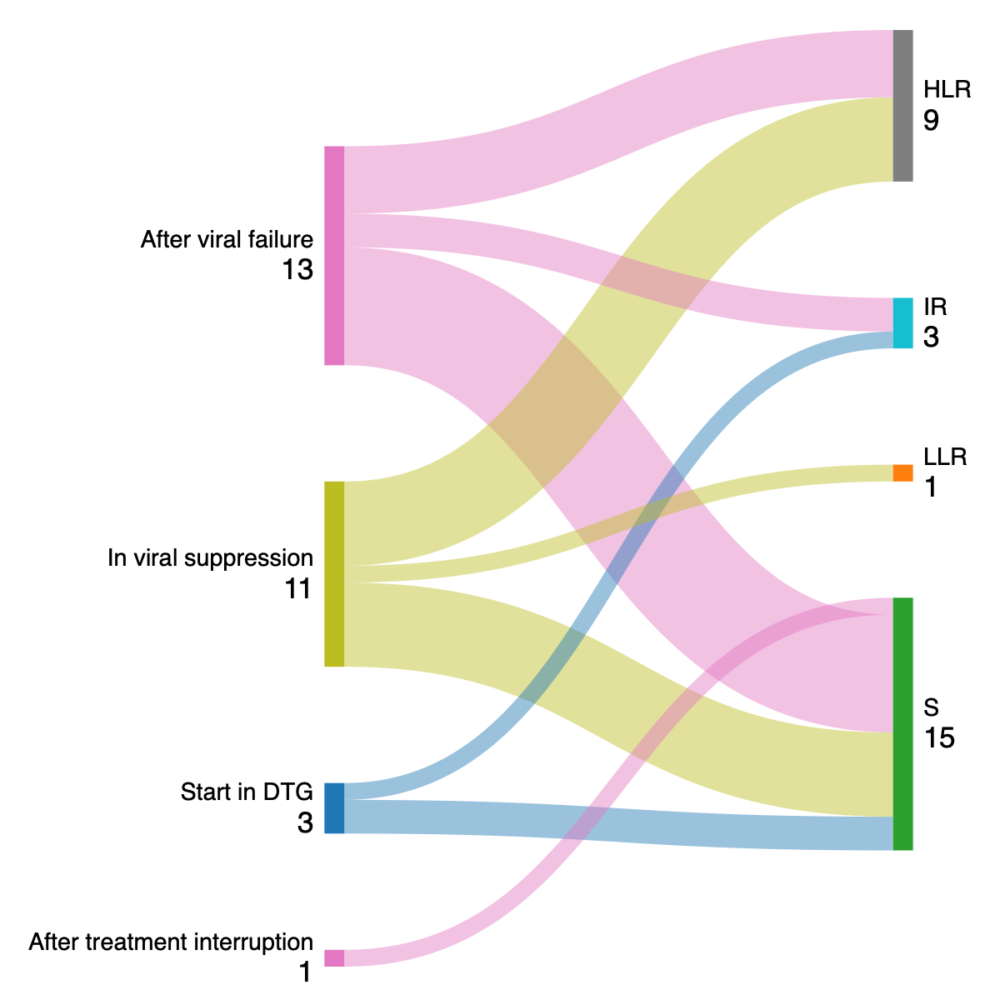 HLR
9
After viral failure
13
IR
3
LLR
1
In viral suppression
11
S
15
Start in DTG
3
After treatment interruption
1